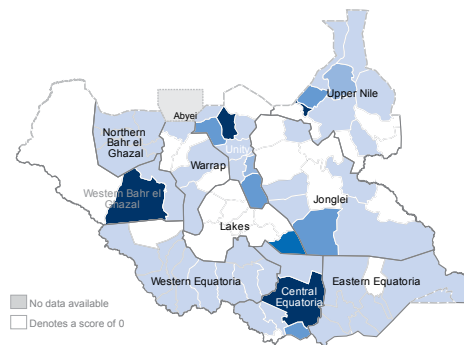 Upper Nile
Abyei
Northern
Bahr el
Ghazal
Unity
Warrap
Western Bahr el
Ghazal
Jonglei
Lakes
Western Equatoria
Central
Equatoria
Eastern Equatoria
No data available
Denotes a score of 0